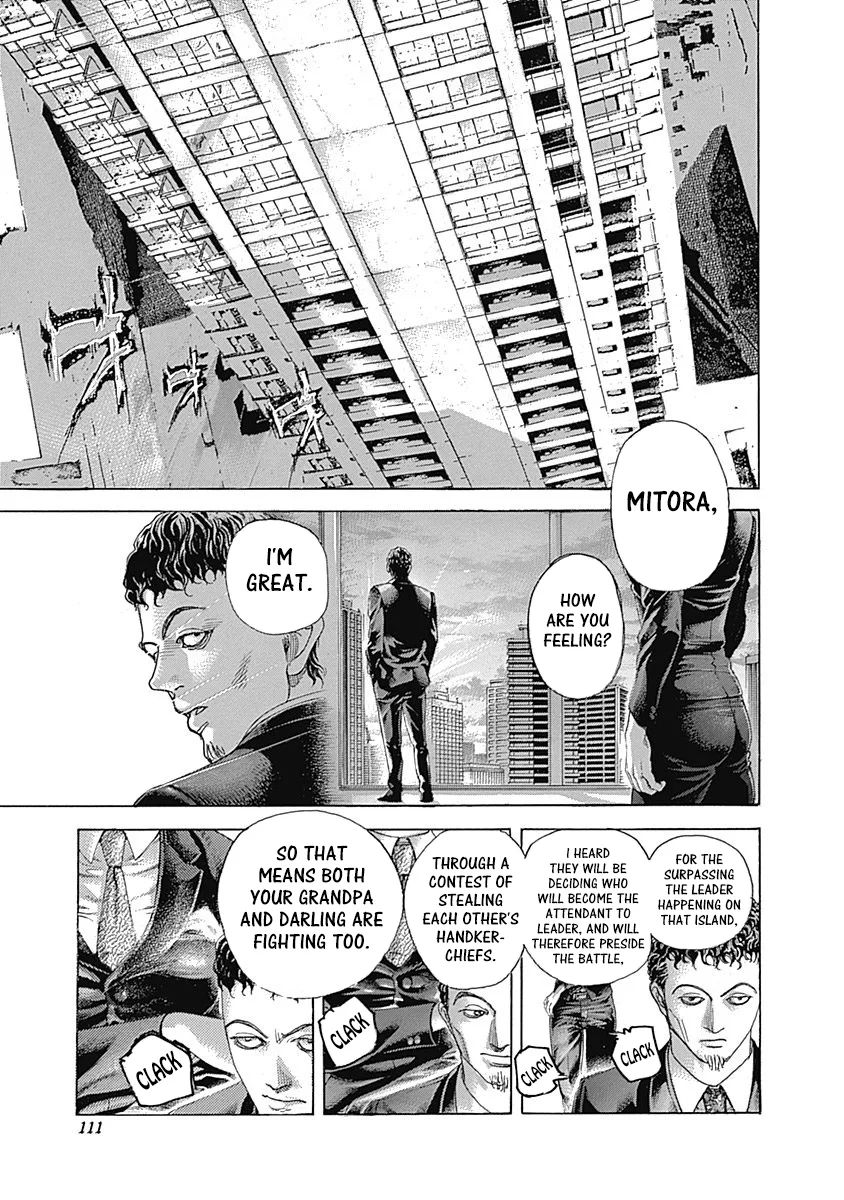 ゴ
ゴ
ゴ
MITORA,
HOW
ARE YOU
FEELING?
I'M
GREAT.
FOR THE
SURPASSING
THE LEADER
HAPPENING ON
THAT ISLAND,
I HEARD
THEY WILL BE
DECIDING WHO
WILL BECOME THE
ATTENDANT TO
LEADER, AND WILL
THEREFORE PRESIDE
THE BATTLE,
CLACK
CLACK
THROUGH A
CONTEST OF
STEALING
EACH OTHER'S
HANDKER-
CHIEFS.
CLACK
SO THAT
MEANS BOTH
YOUR GRANDPA
AND DARLING ARE
FIGHTING TOO.
CLACK
111